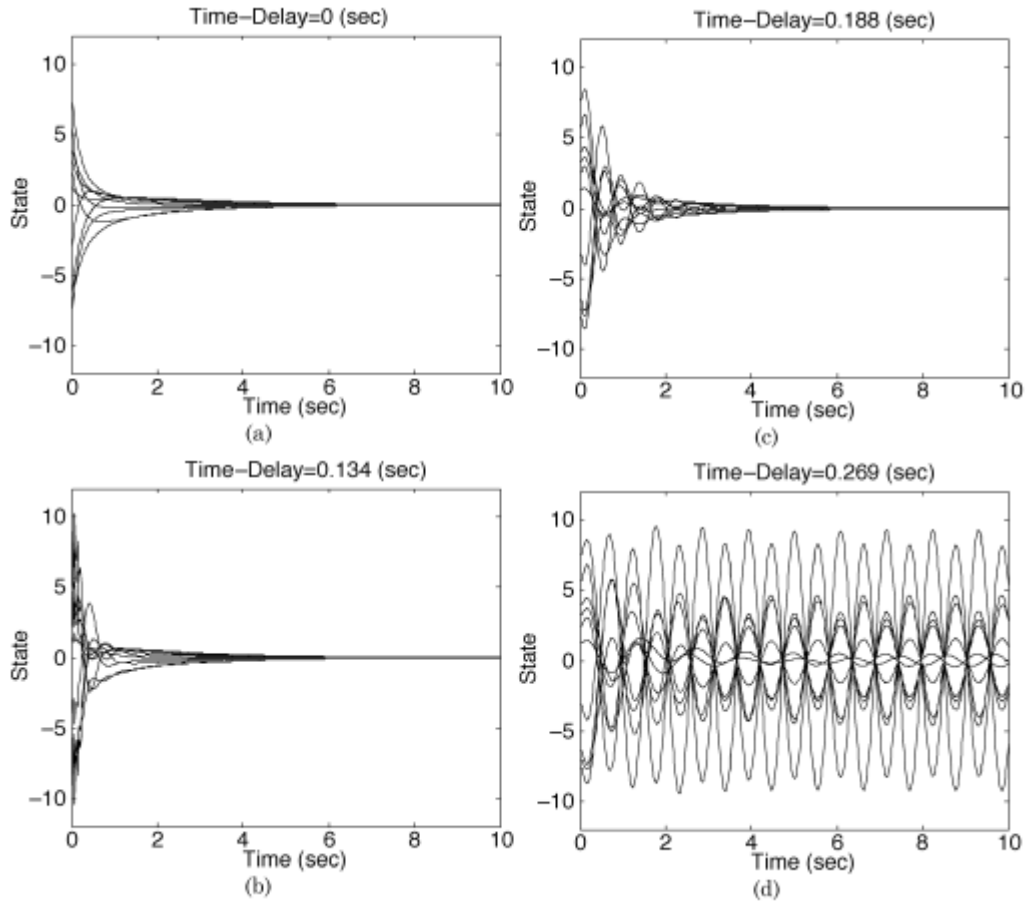 Time-Delay=0 (sec)
10
5
0
-5
-10
State
0 2 4 6 8 10
Time (sec)
(a)
Time-Delay=0.188 (sec)
10
5
0
-5
-10
State
0 2 4 6 8 10
Time (sec)
(c)
Time-Delay=0.134 (sec)
10
5
0
-5
-10
State
0 2 4 6 8 10
Time (sec)
(b)
Time-Delay=0.269 (sec)
10
5
0
-5
-10
State
0 2 4 6 8 10
Time (sec)
(d)